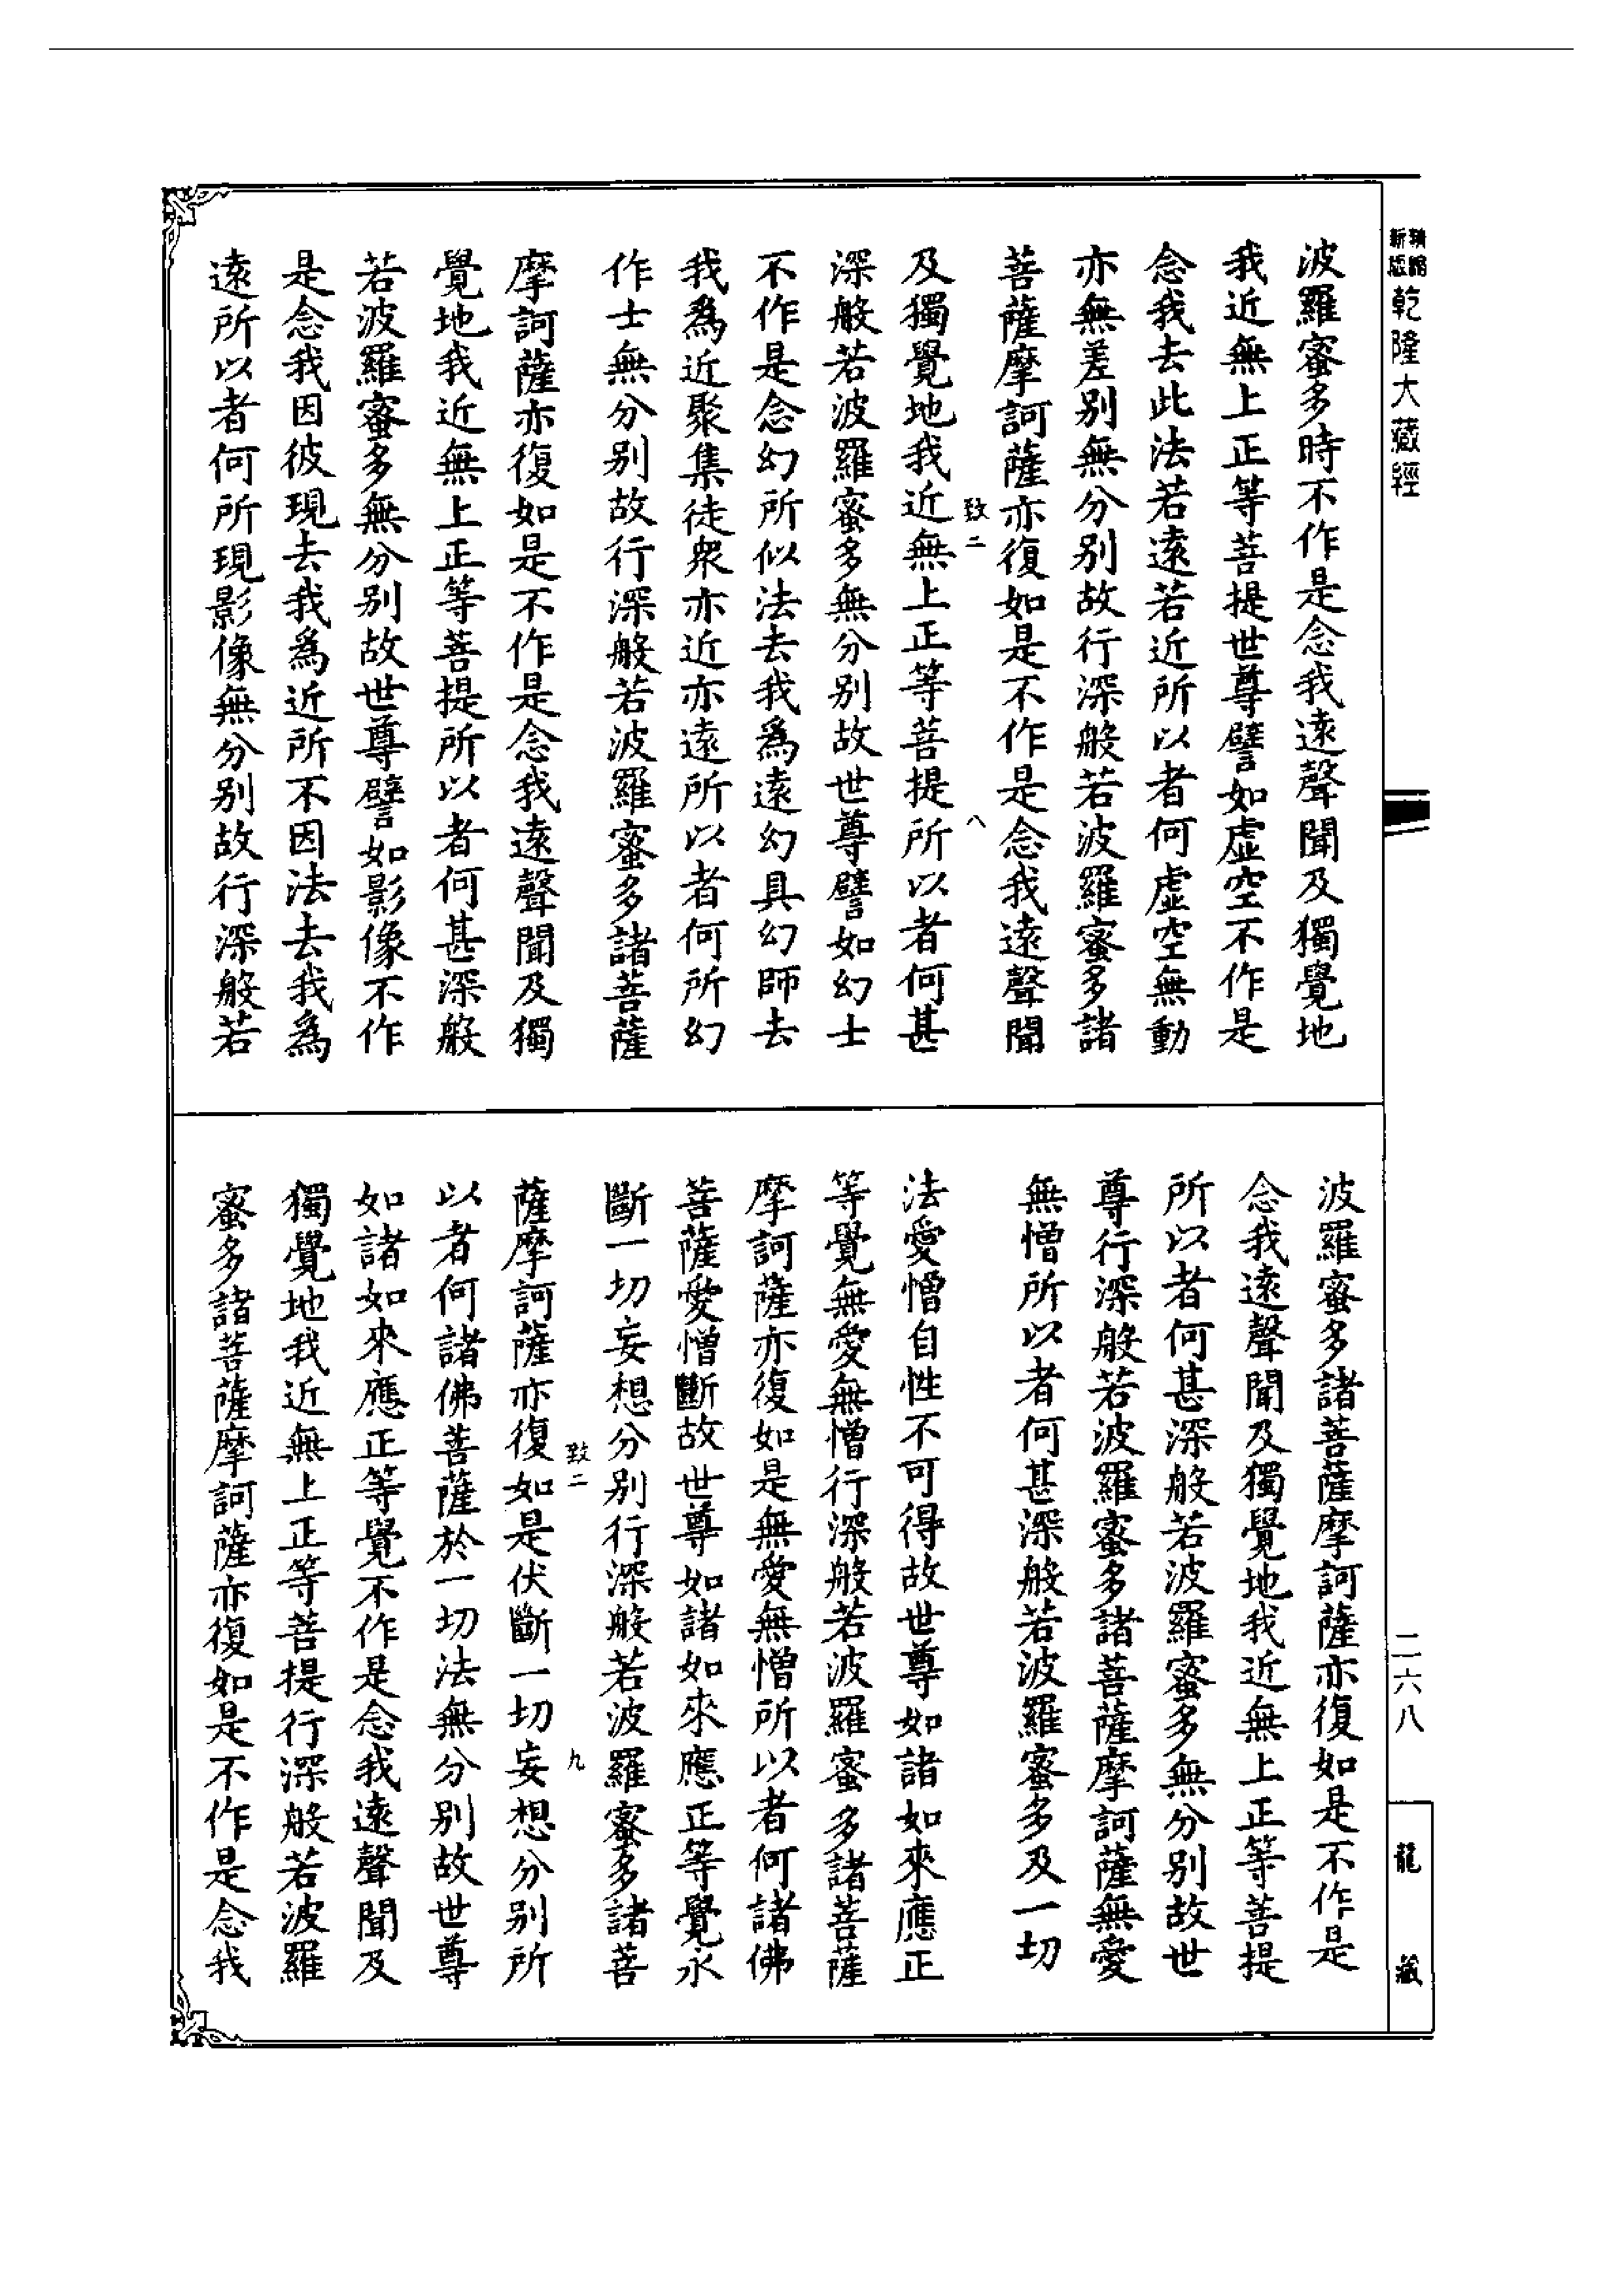 新編
縮版
乾隆大藏經
波羅蜜多時不作是念我遠聲聞及獨覺地
我近無上正等菩提世尊譬如虛空不作是
念我去此法若遠若近所以者何虛空無動
亦無差別無分別故行深般若波羅蜜多諸
菩薩摩訶薩亦復如是不作是念我遠聲聞
致二
八
及獨覺地我近無上正等菩提所以者何甚
深般若波羅蜜多無分別故世尊譬如幻士
不作是念幻所似法去我為遠幻具幻師去
我為近聚集徒衆亦近亦遠所以者何所幻
作士無分別故行深般若波羅蜜多諸菩薩
摩訶薩亦復如是不作是念我遠聲聞及獨
覺地我近無上正等菩提所以者何甚深般
若波羅蜜多無分別故世尊譬如影像不作
是念我因彼現去我為近所不因法去我為
遠所以者何所現影像無分別故行深般若
波羅蜜多諸菩薩摩訶薩亦復如是不作是
念我遠聲聞及獨覺地我近無上正等菩提
所以者何甚深般若波羅蜜多無分別故世
尊行深般若波羅蜜多諸菩薩摩訶薩無愛
無憎所以者何甚深般若波羅蜜多及一切
法愛憎自性不可得故世尊如諸如來應正
等覺無愛無憎行深般若波羅蜜多諸菩薩
摩訶薩亦復如是無愛無憎所以者何諸佛
菩薩愛憎斷故世尊如諸如來應正等覺永
斷一切妄想分別行深般若波羅蜜多諸菩
致二
九
薩摩訶薩亦復如是伏斷一切妄想分別所
以者何諸佛菩薩於一切法無分別故世尊
如諸如來應正等覺不作是念我遠聲聞及
獨覺地我近無上正等菩提行深般若波羅
蜜多諸菩薩摩訶薩亦復如是不作是念我
二六八
龍藏